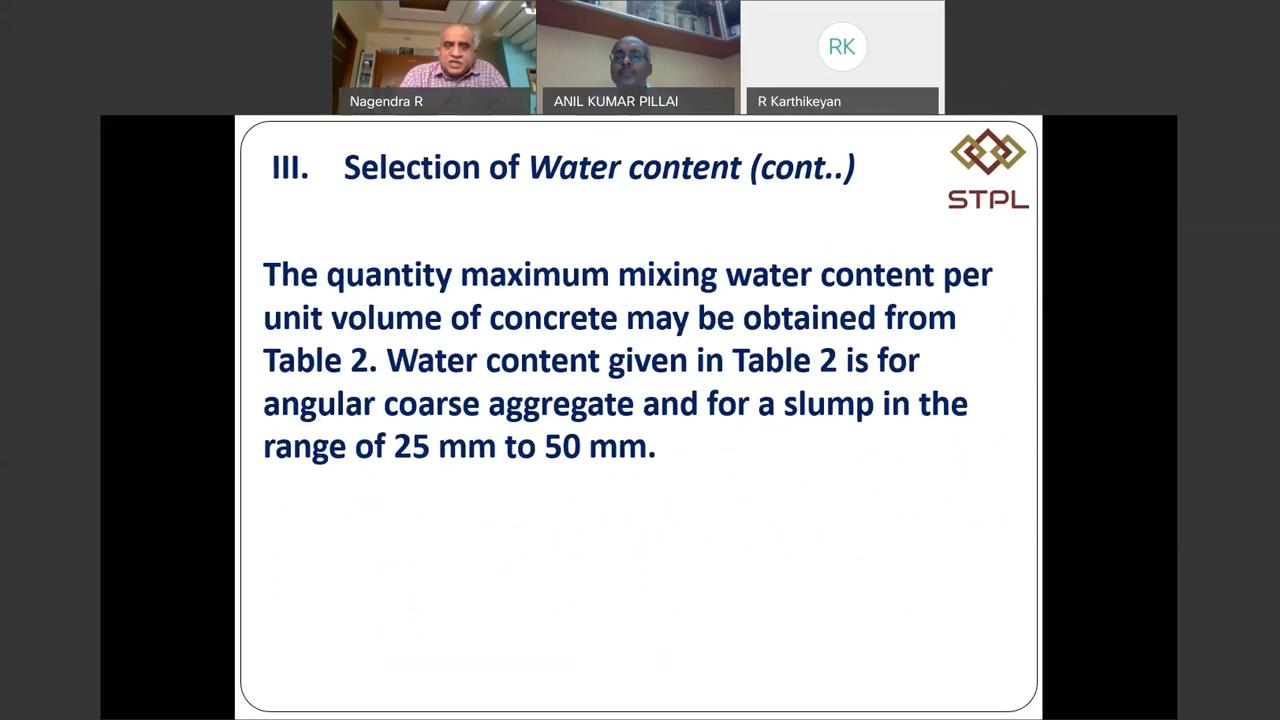 RK
Nagendra R
ANIL KUMAR PILLAI
R Karthikeyan
III. Selection of Water content (cont..)
STPL
The quantity maximum mixing water content per
unit volume of concrete may be obtained from
Table 2. Water content given in Table 2 is for
angular coarse aggregate and for a slump in the
range of 25 mm to 50 mm.